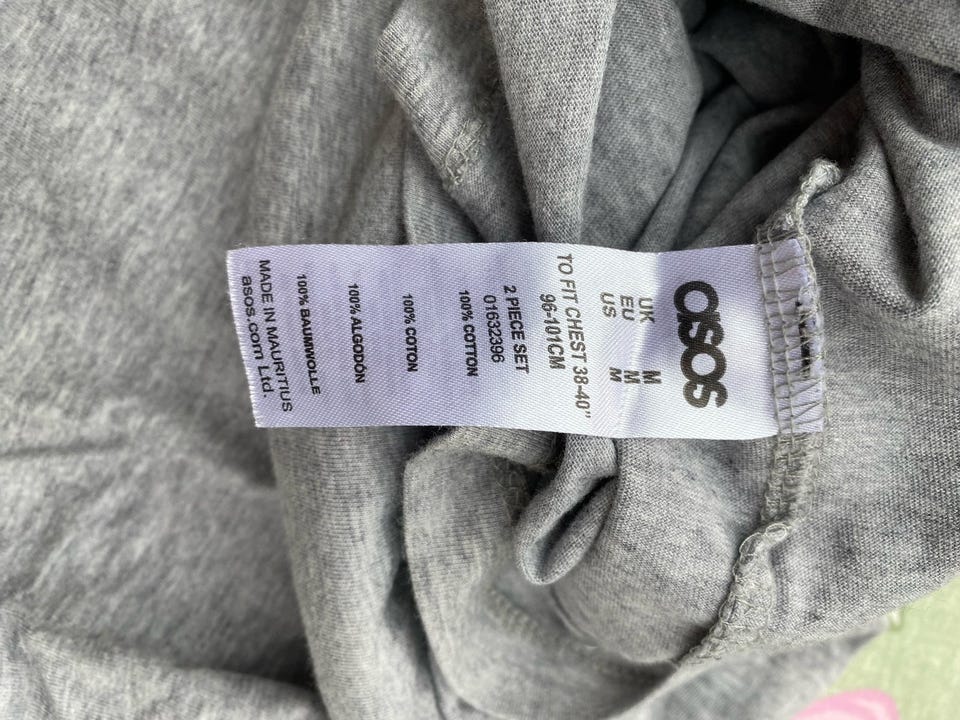 asos
UK M
EU M
US M
TO FIT CHEST 38-40"
96-101CM
2 PIECE SET
01632396
100% COTTON
100% COTON
100% ALGODÓN
100% BAUMWOLLE
MADE IN MAURITIUS
asos.com Ltd.